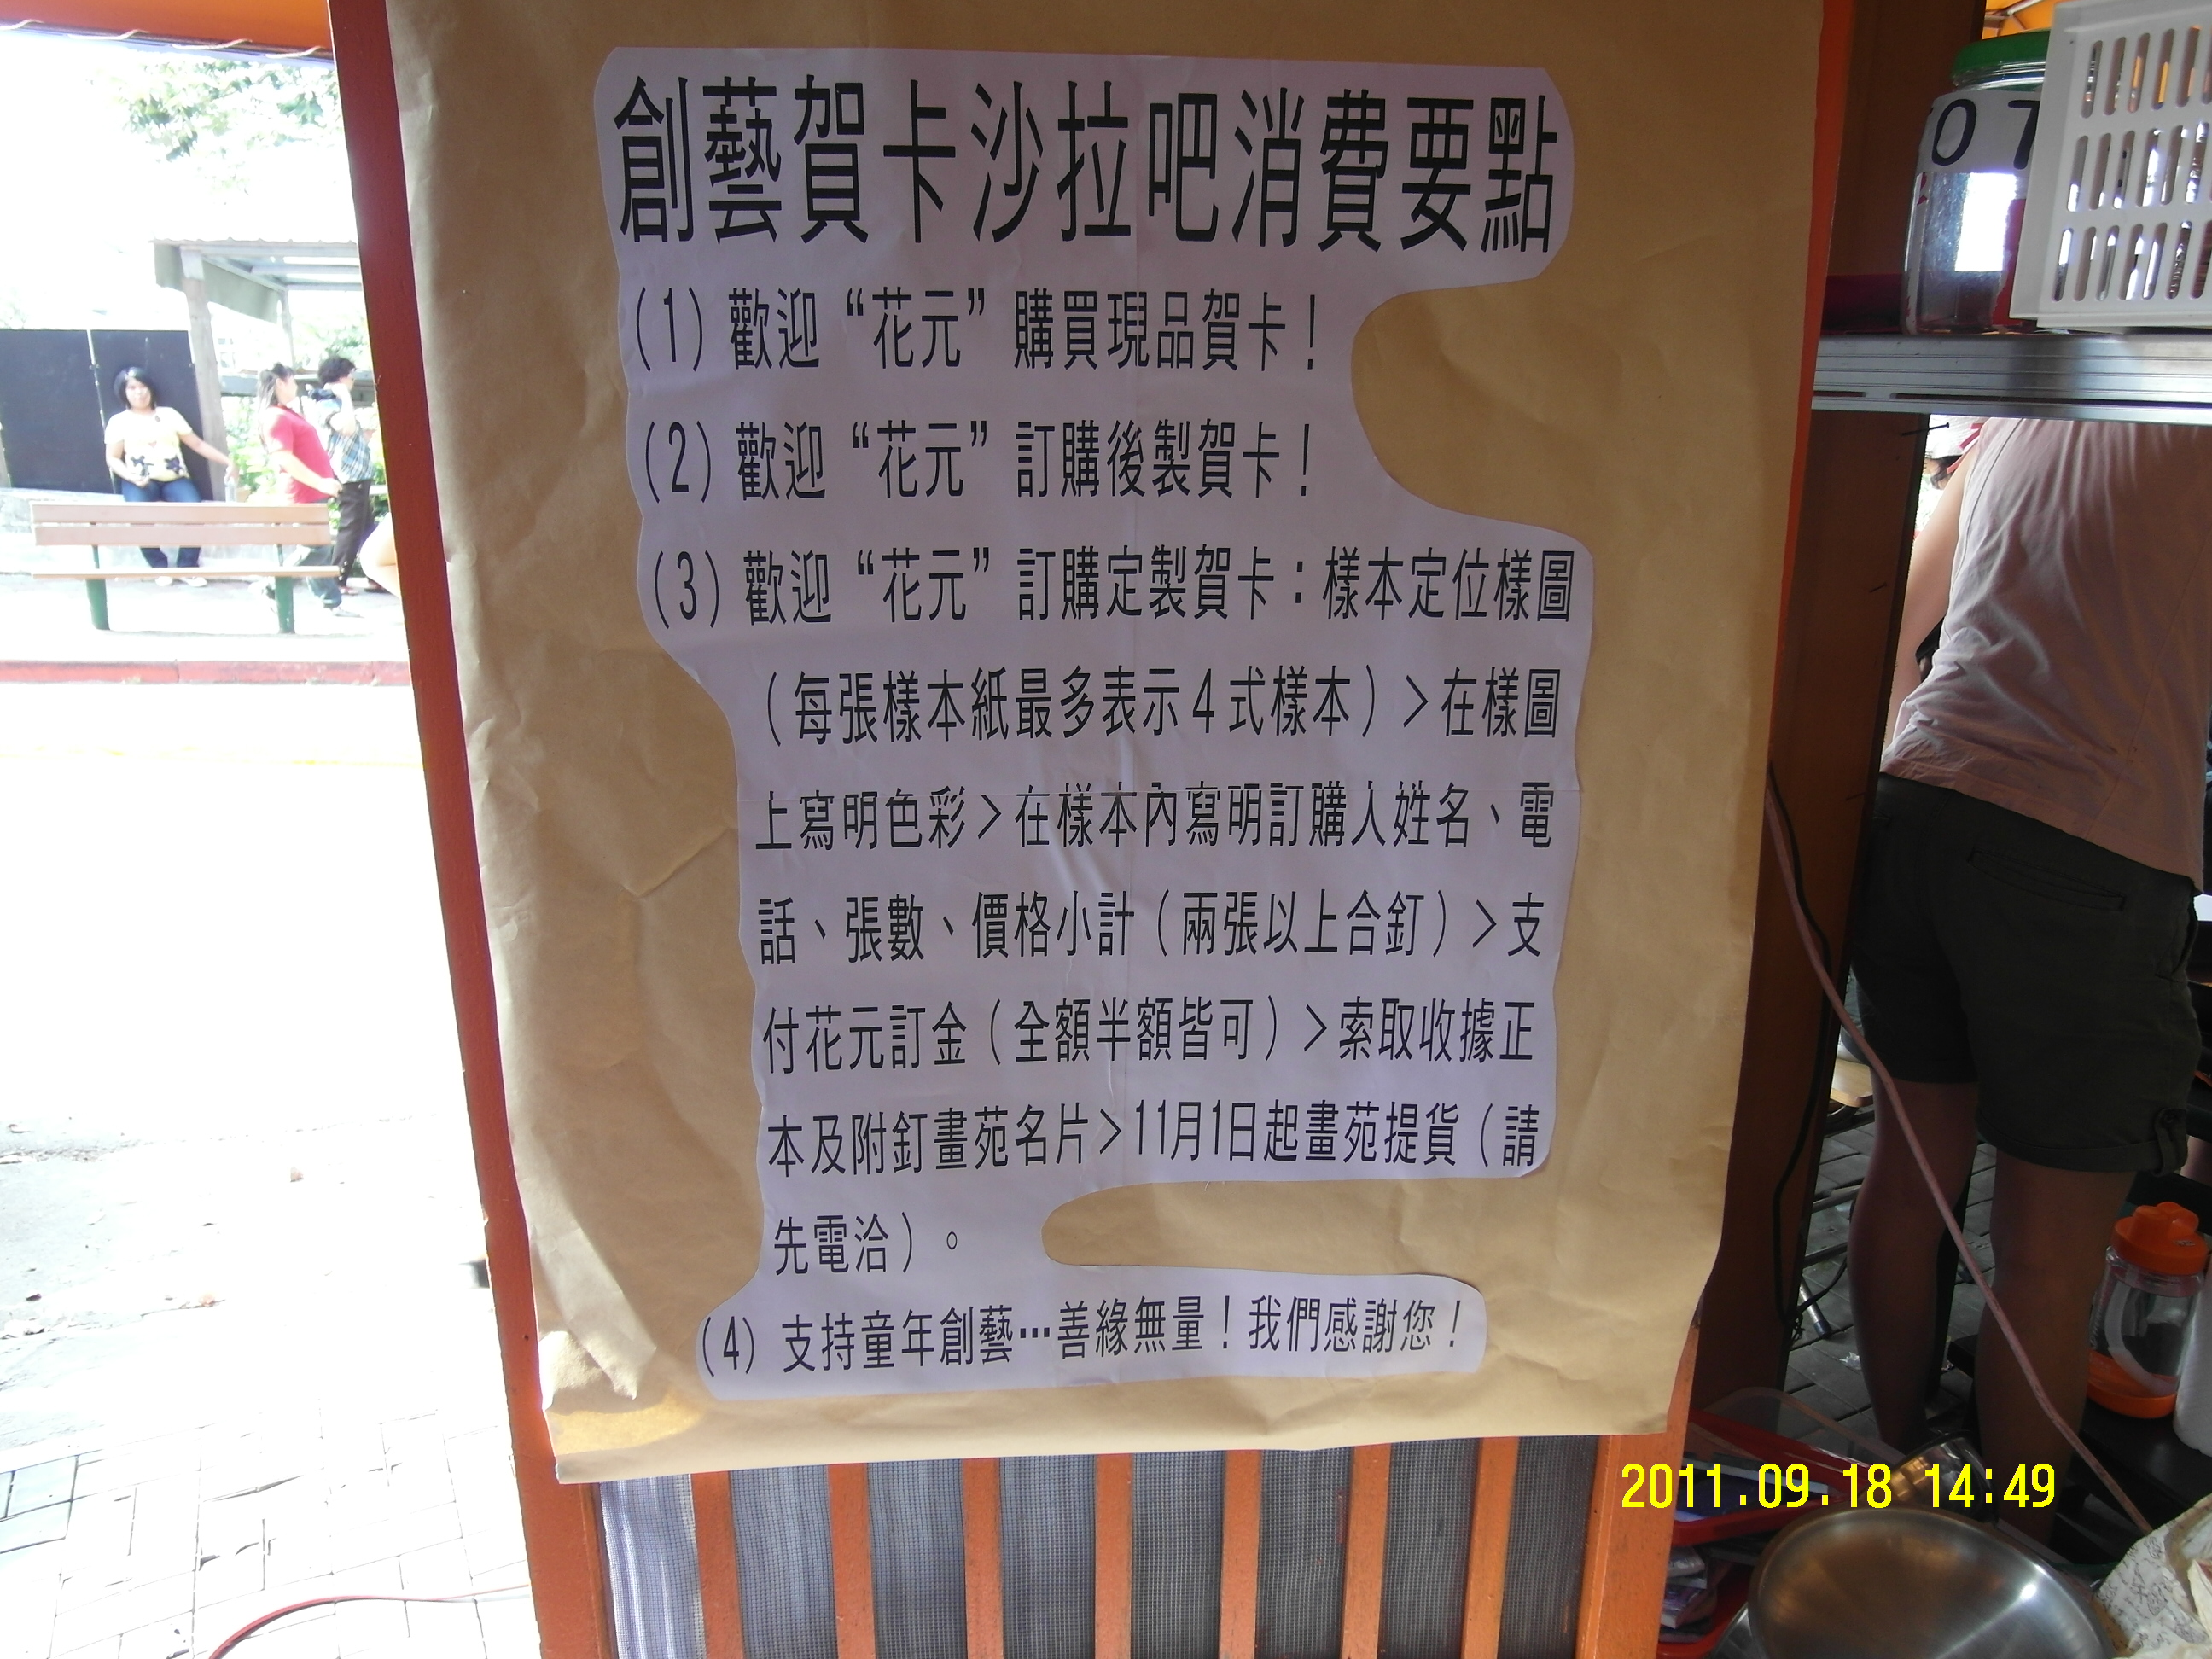 創藝賀卡沙拉吧消費要點
(1) 歡迎 “花元” 購買現品賀卡！
(2) 歡迎 “花元” 訂購後製賀卡！
(3) 歡迎 “花元” 訂購定製賀卡：樣本定位樣圖
（每張樣本紙最多表示4式樣本）＞在樣圖
上寫明色彩＞在樣本內寫明訂購人姓名、電
話、張數、價格小計（兩張以上合釘）＞支
付花元訂金（全額半額皆可）＞索取收據正
本及附釘畫苑名片＞11月1日起畫苑提貨（請
先電洽）。
(4) 支持童年創藝…善緣無量！我們感謝您！
2011.09.18 14:49